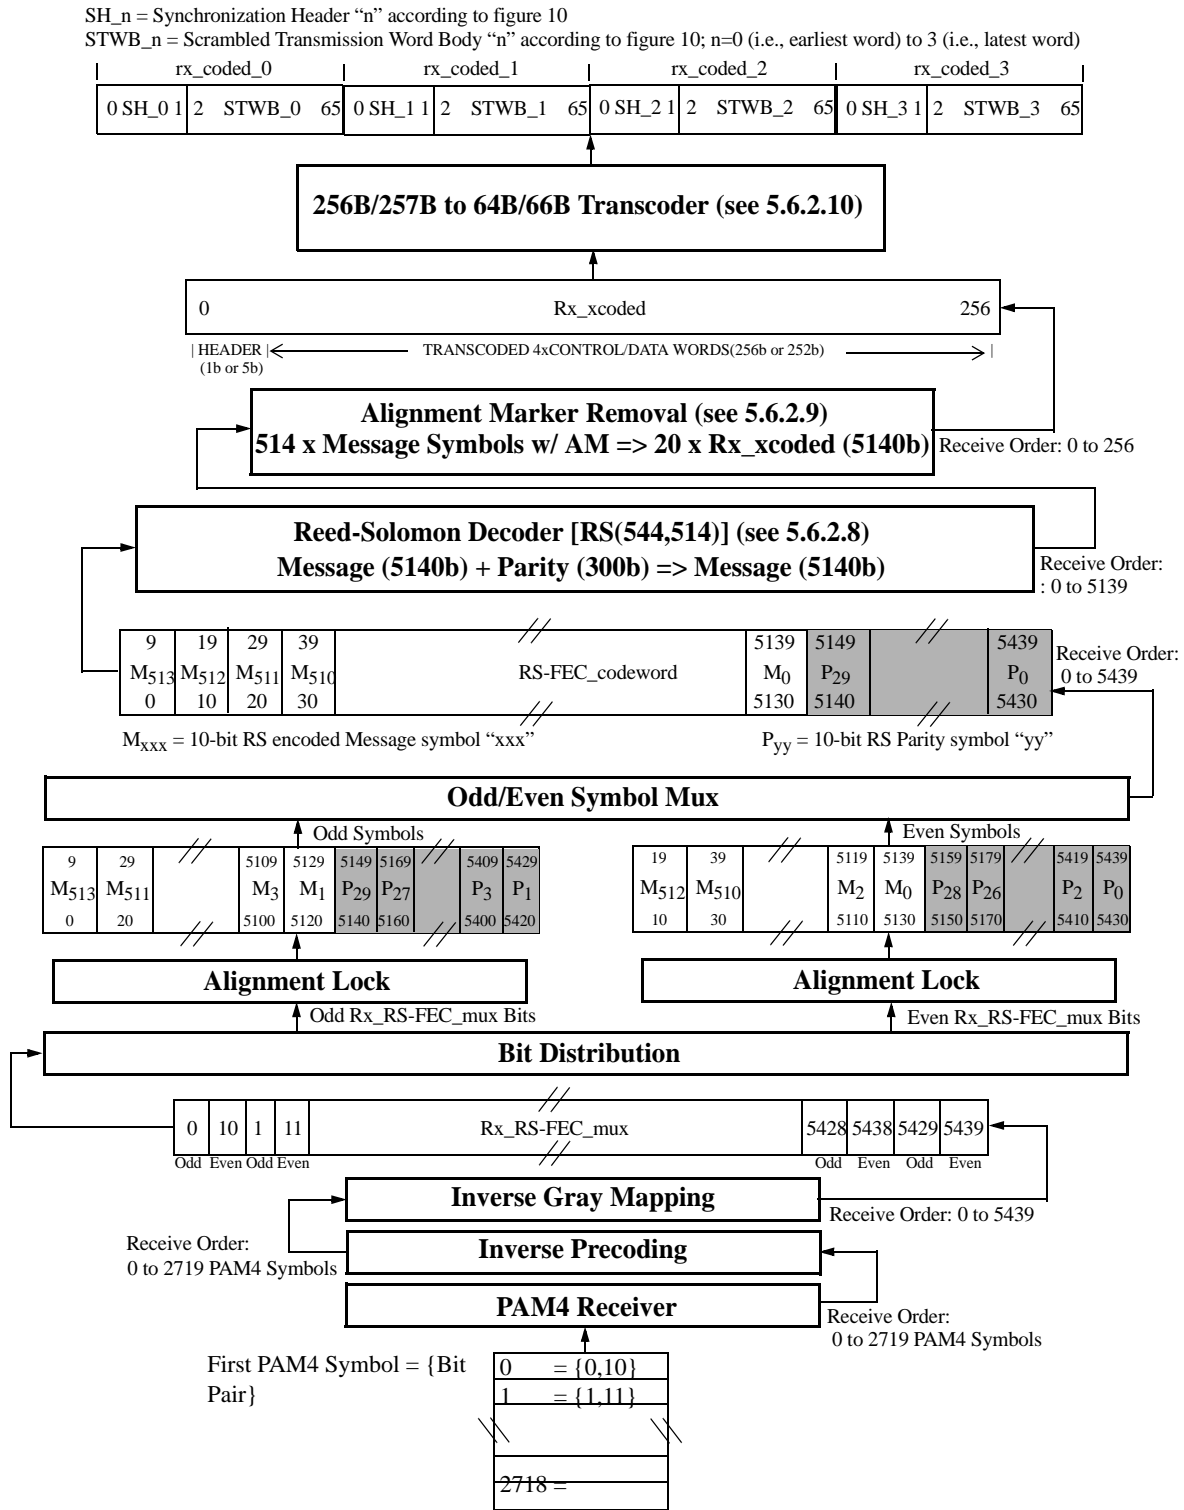 SH_n = Synchronization Header “n” according to figure 10
STWB_n = Scrambled Transmission Word Body “n” according to figure 10; n=0 (i.e., earliest word) to 3 (i.e., latest word)
rx_coded_0 rx_coded_1 rx_coded_2 rx_coded_3
0 SH_0 1 2 STWB_0 65 0 SH_1 1 2 STWB_1 65 0 SH_2 1 2 STWB_2 65 0 SH_3 1 2 STWB_3 65
256B/257B to 64B/66B Transcoder (see 5.6.2.10)
0 Rx_xcoded 256
| HEADER | TRANSCODED 4xCONTROL/DATA WORDS(256b or 252b) |
(1b or 5b)
Alignment Marker Removal (see 5.6.2.9)
514 x Message Symbols w/ AM => 20 x Rx_xcoded (5140b)
Receive Order: 0 to 256
Reed-Solomon Decoder [RS(544,514)] (see 5.6.2.8)
Message (5140b) + Parity (300b) => Message (5140b)
Receive Order:
: 0 to 5139
9 19 29 39 5139 5149 5439
M513 M512 M511 M510 RS-FEC_codeword M0 P29 P0
0 10 20 30 5130 5140 5430
Receive Order:
0 to 5439
Mxxx = 10-bit RS encoded Message symbol “xxx” Pyy = 10-bit RS Parity symbol “yy”
Odd/Even Symbol Mux
Odd Symbols Even Symbols
9 29 5109 5129 5149 5169 5409 5429 19 39 5119 5139 5159 5179 5419 5439
M513 M511 M3 M1 P29 P27 P3 P1 M512 M510 M2 M0 P28 P26 P2 P0
0 20 5100 5120 5140 5160 5400 5420 10 30 5110 5130 5150 5170 5410 5430
Alignment Lock Alignment Lock
Odd Rx_RS-FEC_mux Bits Even Rx_RS-FEC_mux Bits
Bit Distribution
0 10 1 11 Rx_RS-FEC_mux 5428 5438 5429 5439
Odd Even Odd Even Odd Even Odd Even
Inverse Gray Mapping
Receive Order: 0 to 5439
Receive Order:
0 to 2719 PAM4 Symbols
Inverse Precoding
PAM4 Receiver
Receive Order:
0 to 2719 PAM4 Symbols
First PAM4 Symbol = {Bit
Pair}
0 = {0,10}
1 = {1,11}
2718 =